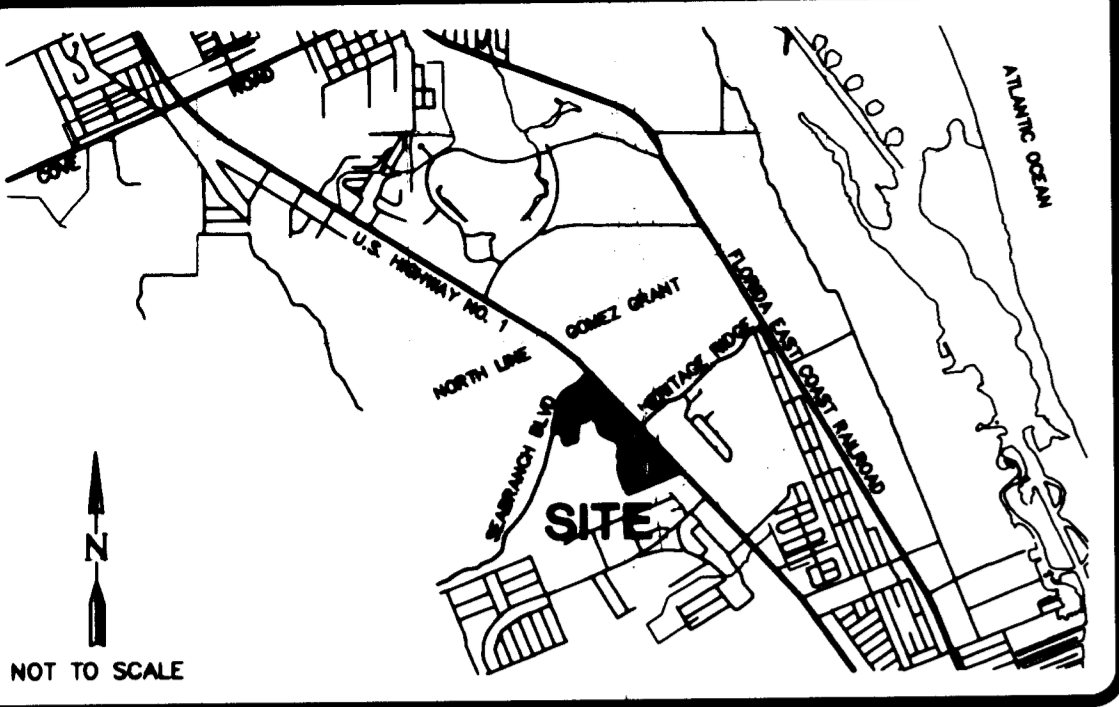 ROAD
COVE
ATLANTIC OCEAN
U.S. HIGHWAY NO. 1
GOMEZ GRANT
NORTH LINE
FLORIDA EAST COAST RAILROAD
HERITAGE RIDGE
SEABRANCH BLVD
SITE
N
NOT TO SCALE